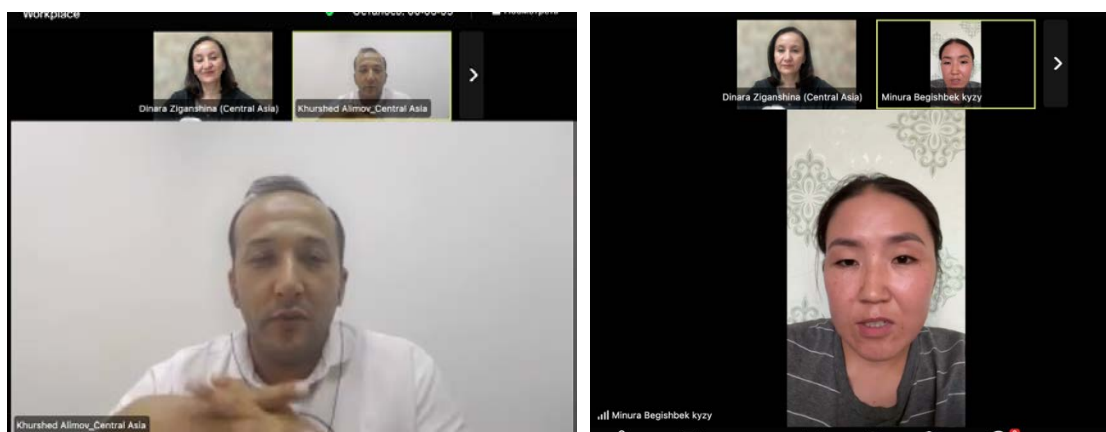 Workplace
Dinara Ziganshina (Central Asia)
Khurshed Alimov_Central Asia
Khurshed Alimov_Central Asia
Dinara Ziganshina (Central Asia)
Minura Begishbek kyzy
Minura Begishbek kyzy